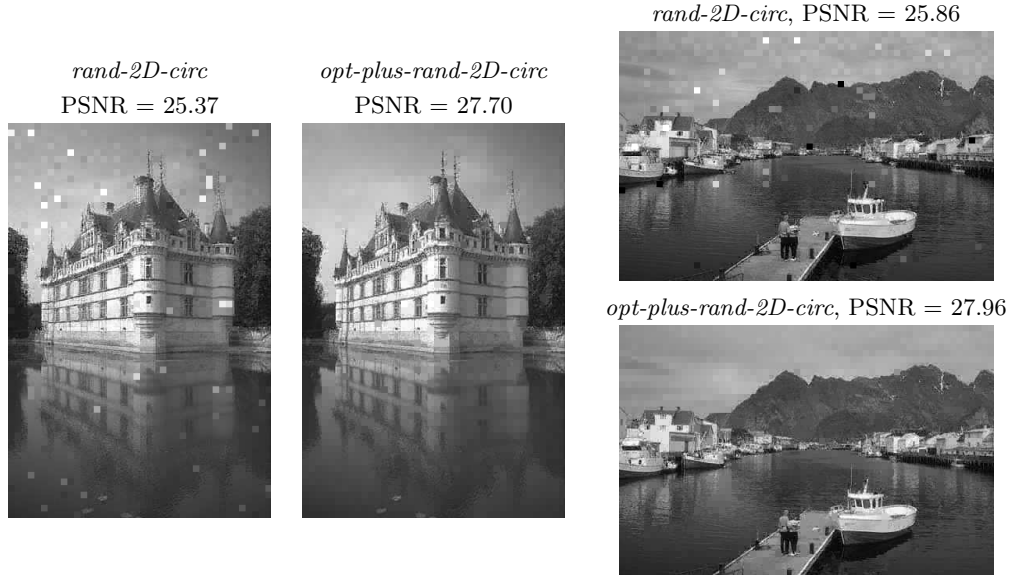 rand-2D-circ
PSNR = 25.37
opt-plus-rand-2D-circ
PSNR = 27.70
rand-2D-circ, PSNR = 25.86
opt-plus-rand-2D-circ, PSNR = 27.96